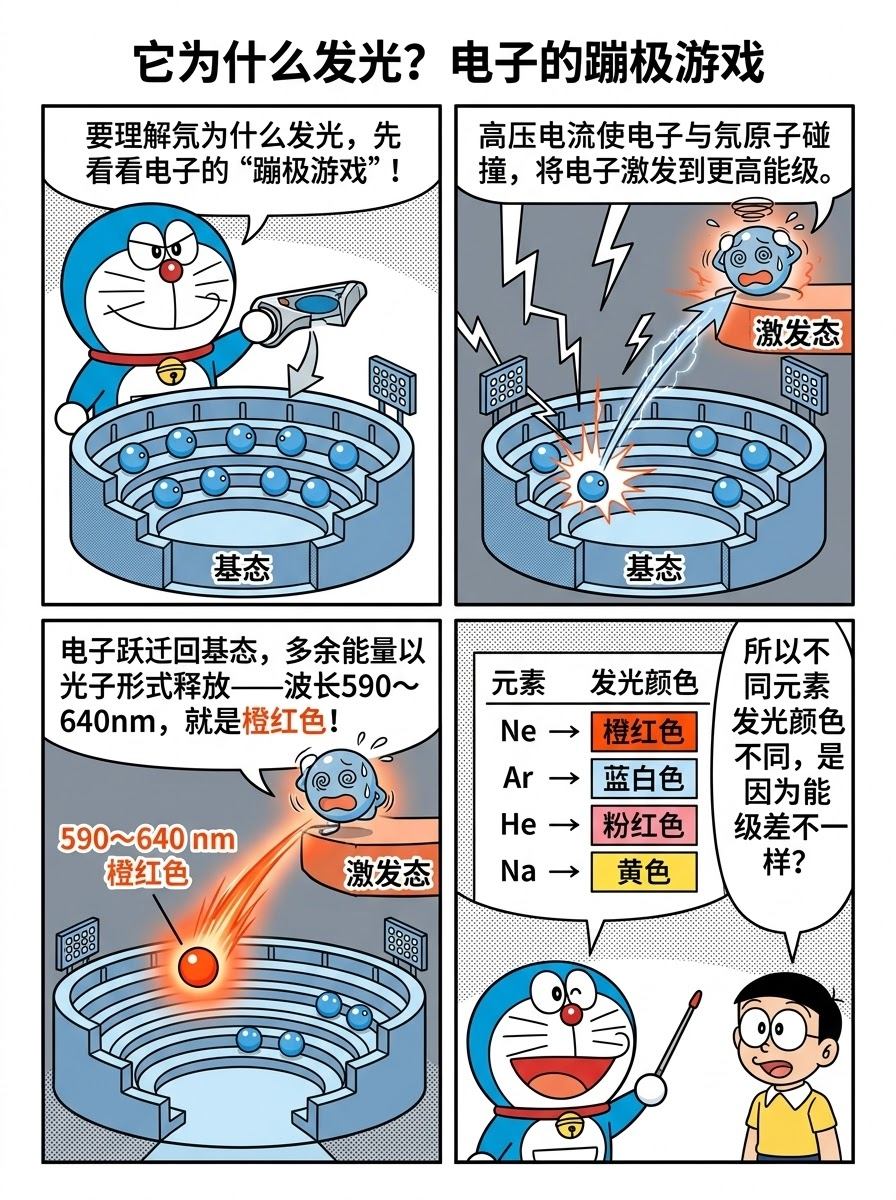 它为什么发光？电子的蹦极游戏
要理解氖为什么发光，先
看看电子的“蹦极游戏”！
基态
高压电流使电子与氖原子碰
撞，将电子激发到更高能级。
激发态
基态
电子跃迁回基态，多余能量以
光子形式释放——波长590～
640nm，就是橙红色！
590～640 nm
橙红色
激发态
元素 发光颜色
Ne → 橙红色
Ar → 蓝白色
He → 粉红色
Na → 黄色
所以不
同元素
发光颜色
不同，是
因为能
级差不一
样？